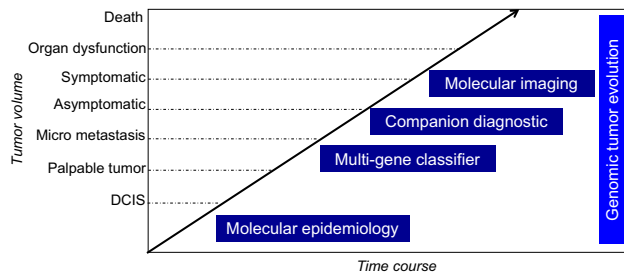 Death
Organ dysfunction
Symptomatic
Asymptomatic
Micro metastasis
Palpable tumor
DCIS
Tumor volume
Molecular imaging
Companion diagnostic
Multi-gene classifier
Molecular epidemiology
Genomic tumor evolution
Time course